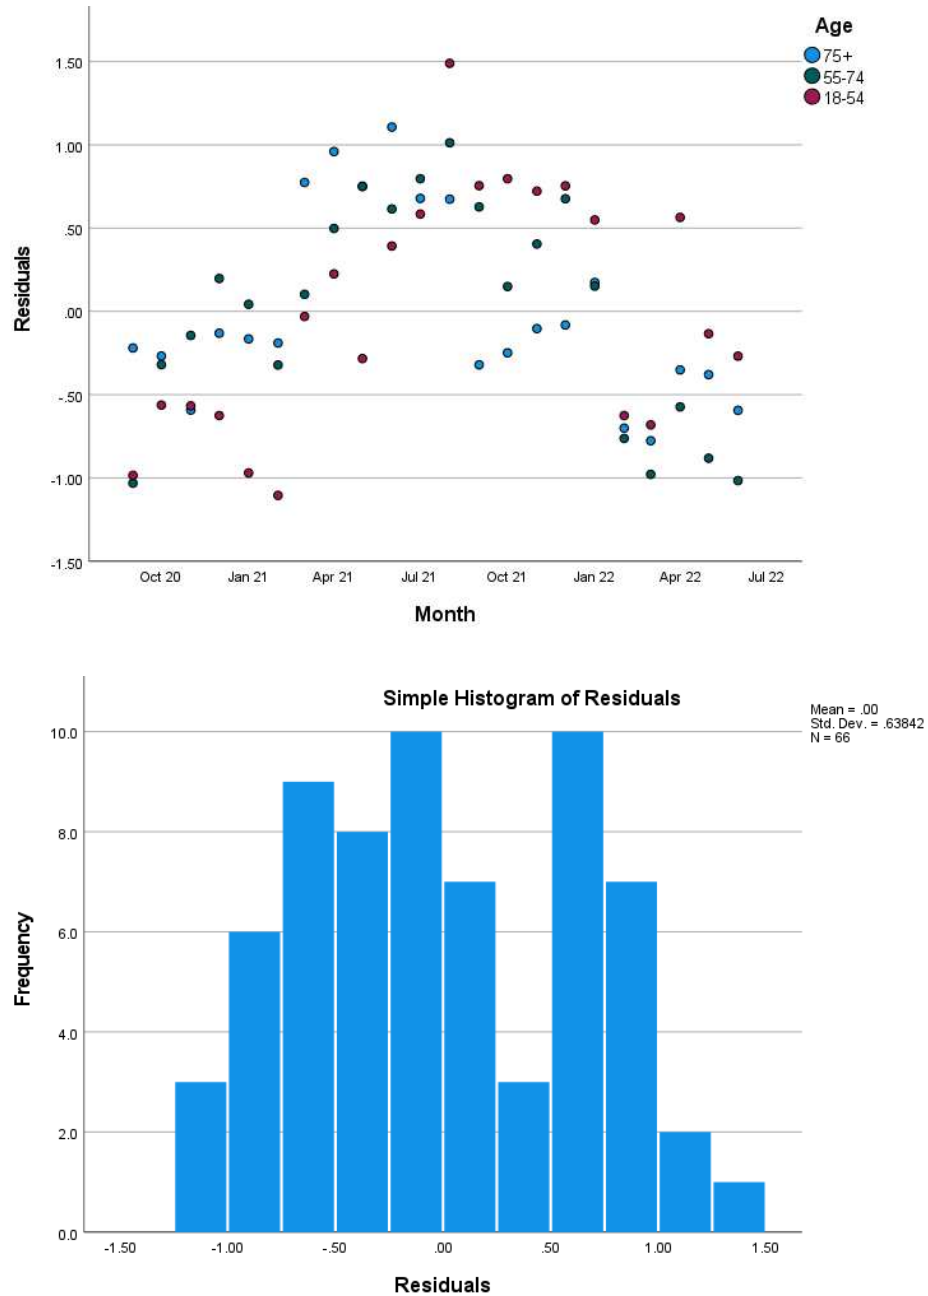 Age
75+
55-74
18-54
1.50
1.00
.50
.00
-.50
-1.00
-1.50
Residuals
Oct 20 Jan 21 Apr 21 Jul 21 Oct 21 Jan 22 Apr 22 Jul 22
Month
Simple Histogram of Residuals
Mean = .00
Std. Dev. = .63842
N = 66
10.0
8.0
6.0
4.0
2.0
0.0
Frequency
-1.50 -1.00 -.50 .00 .50 1.00 1.50
Residuals